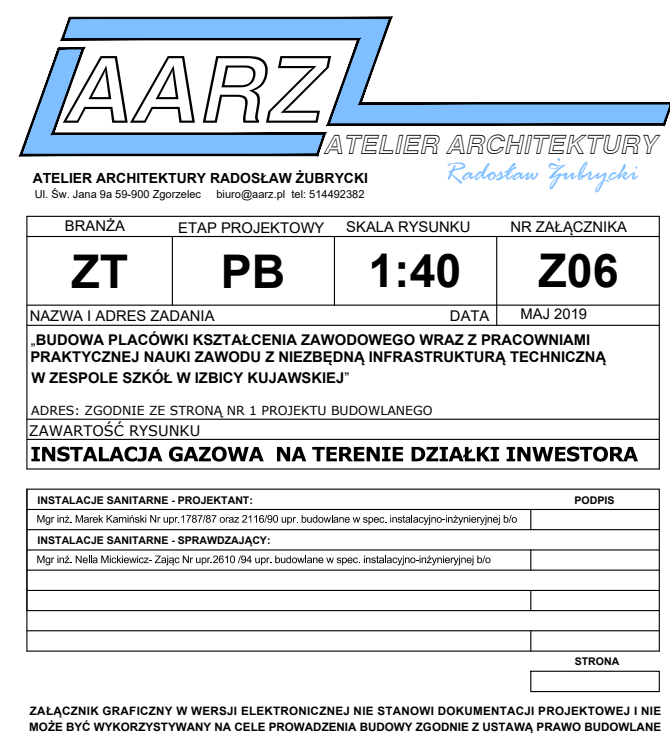 AARZ
ATELIER ARCHITEKTURY
Radosław Żubrycki
ATELIER ARCHITEKTURY RADOSŁAW ŻUBRYCKI
Ul. Św. Jana 9a 59-900 Zgorzelec biuro@aarz.pl tel: 514492382
BRANŻA ETAP PROJEKTOWY SKALA RYSUNKU NR ZAŁĄCZNIKA
ZT PB 1:40 Z06
NAZWA I ADRES ZADANIA DATA MAJ 2019
„BUDOWA PLACÓWKI KSZTAŁCENIA ZAWODOWEGO WRAZ Z PRACOWNIAMI
PRAKTYCZNEJ NAUKI ZAWODU Z NIEZBĘDNĄ INFRASTRUKTURĄ TECHNICZNĄ
W ZESPOLE SZKÓŁ W IZBICY KUJAWSKIEJ”
ADRES: ZGODNIE ZE STRONĄ NR 1 PROJEKTU BUDOWLANEGO
ZAWARTOŚĆ RYSUNKU
INSTALACJA GAZOWA NA TERENIE DZIAŁKI INWESTORA
INSTALACJE SANITARNE - PROJEKTANT: PODPIS
Mgr inż. Marek Kamiński Nr upr.1787/87 oraz 2116/90 upr. budowlane w spec. instalacyjno-inżynieryjnej b/o
INSTALACJE SANITARNE - SPRAWDZAJĄCY:
Mgr inż. Nella Mickiewicz- Zając Nr upr.2610 /94 upr. budowlane w spec. instalacyjno-inżynieryjnej b/o
STRONA
ZAŁĄCZNIK GRAFICZNY W WERSJI ELEKTRONICZNEJ NIE STANOWI DOKUMENTACJI PROJEKTOWEJ I NIE
MOŻE BYĆ WYKORZYSTYWANY NA CELE PROWADZENIA BUDOWY ZGODNIE Z USTAWĄ PRAWO BUDOWLANE